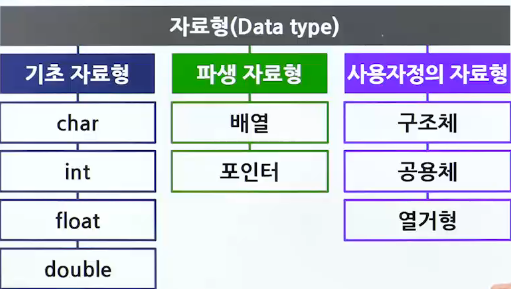 자료형(Data type)
기초 자료형
char
int
float
double
파생 자료형
배열
포인터
사용자정의 자료형
구조체
공용체
열거형